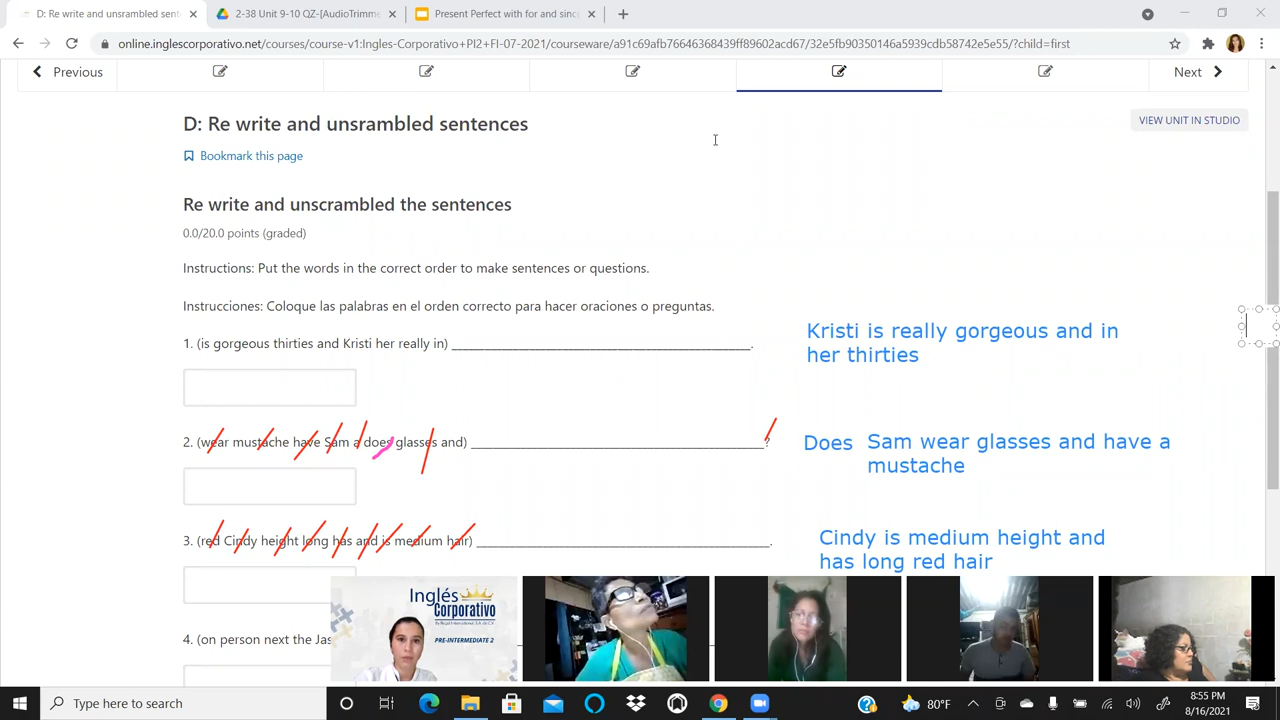 D: Re write and unsrambled sent
2-38 Unit 9-10 QZ-[AudioTrimme
Present Perfect with for and sinc
online.inglescorporativo.net/courses/course-v1:Ingles-Corporativo+PI2+FI-07-2021/courseware/a91c69afb76646368439ff89602acd67/32e5fb90350146a5939cdb58742e5e55/?child=first
Previous
Next
D: Re write and unsrambled sentences
VIEW UNIT IN STUDIO
Bookmark this page
Re write and unscrambled the sentences
0.0/20.0 points (graded)
Instructions: Put the words in the correct order to make sentences or questions.
Instrucciones: Coloque las palabras en el orden correcto para hacer oraciones o preguntas.
1. (is gorgeous thirties and Kristi her really in) ______________________________________________.
Kristi is really gorgeous and in
her thirties
2. (wear mustache have Sam a does glasses and) _____________________________________________?
Does Sam wear glasses and have a
mustache
3. (red Cindy height long has and is medium hair) _____________________________________________.
Cindy is medium height and
has long red hair
4. (on person next the Jas
Inglés
Corporativo
PRE-INTERMEDIATE 2
Type here to search
80°F
8:55 PM
8/16/2021